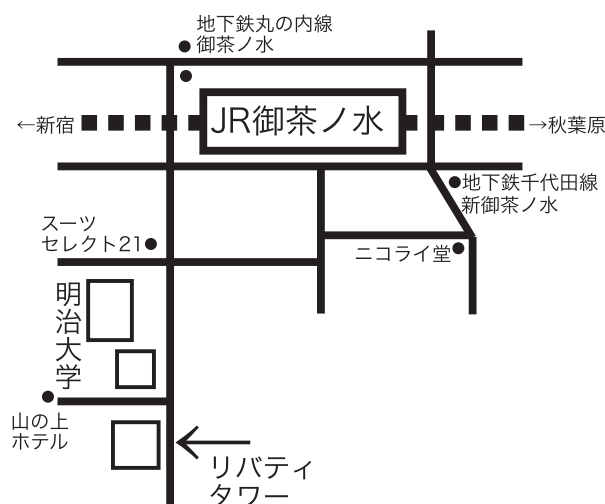 地下鉄丸の内線
御茶ノ水
←新宿
JR御茶ノ水
→秋葉原
地下鉄千代田線
新御茶ノ水
スーツ
セレクト21
ニコライ堂
明治大学
山の上
ホテル
リバティ
タワー